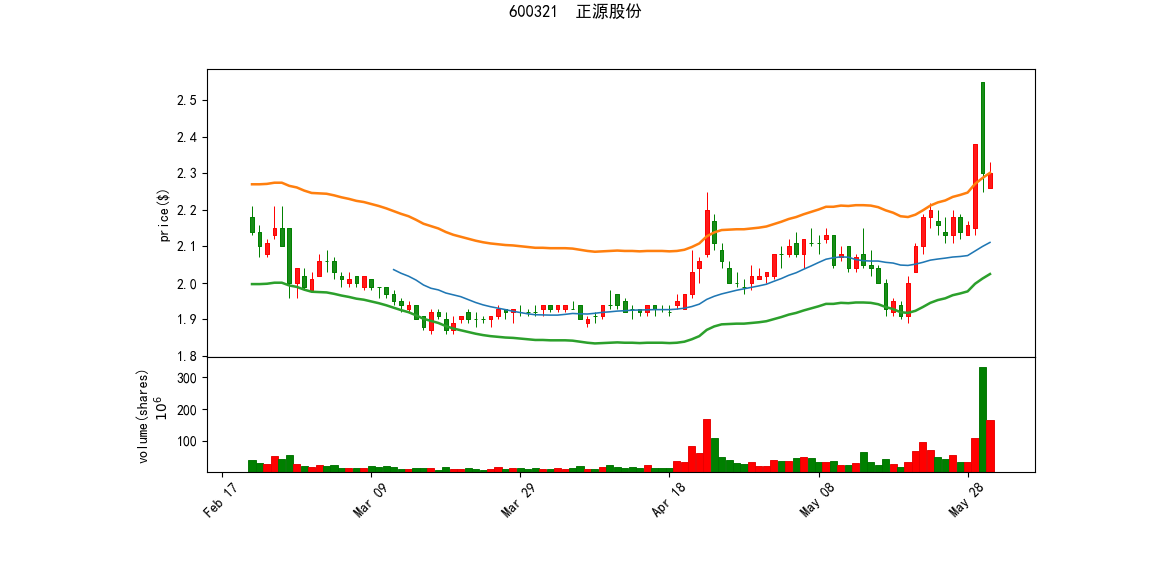 600321 正源股份
price($)
2.5
2.4
2.3
2.2
2.1
2.0
1.9
1.8
volume(shares)
10^6
300
200
100
Feb 17
Mar 09
Mar 29
Apr 18
May 08
May 28